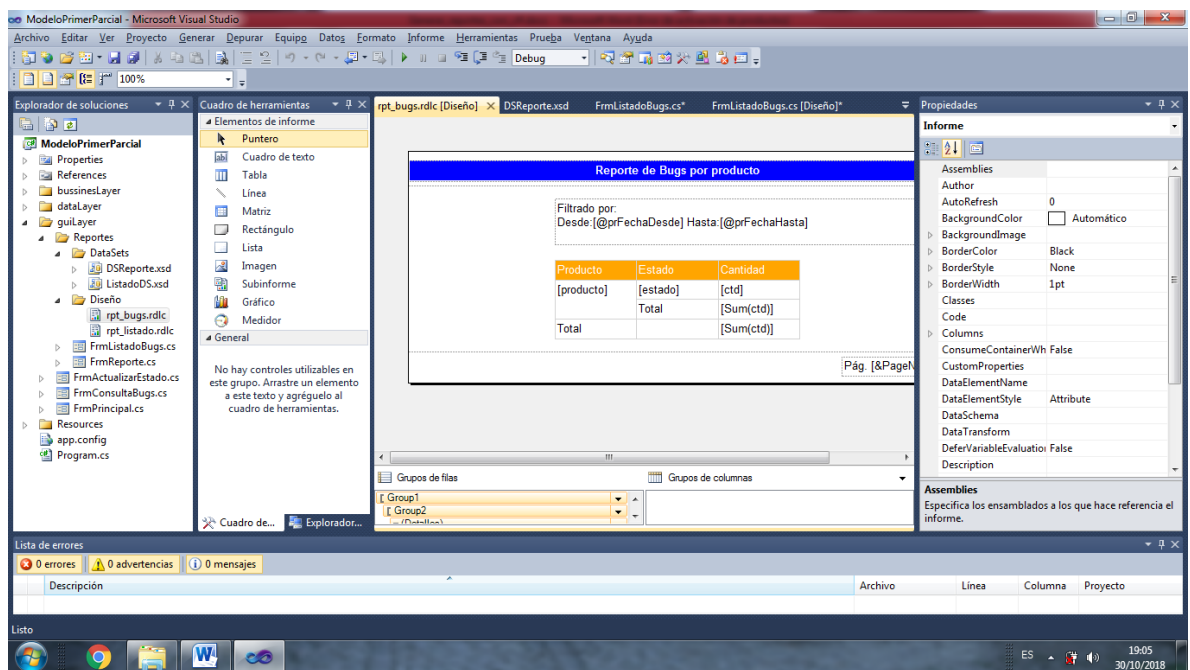 ModeloPrimerParcial - Microsoft Visual Studio
Archivo Editar Ver Proyecto Generar Depurar Equipo Datos Formato Informe Herramientas Prueba Ventana Ayuda
Debug
100%
Explorador de soluciones
ModeloPrimerParcial
Properties
References
bussinesLayer
dataLayer
guiLayer
Reportes
DataSets
DSReporte.xsd
ListadoDS.xsd
Diseño
rpt_bugs.rdlc
rpt_listado.rdlc
FrmListadoBugs.cs
FrmReporte.cs
FrmActualizarEstado.cs
FrmConsultaBugs.cs
FrmPrincipal.cs
Resources
app.config
Program.cs
Cuadro de herramientas
Elementos de informe
Puntero
Cuadro de texto
Tabla
Línea
Matriz
Rectángulo
Lista
Imagen
Subinforme
Gráfico
Medidor
General
No hay controles utilizables en
este grupo. Arrastre un elemento
a este texto y agréguelo al
cuadro de herramientas.
Cuadro de... Explorador...
rpt_bugs.rdlc [Diseño] DSReporte.xsd FrmListadoBugs.cs* FrmListadoBugs.cs [Diseño]*
Reporte de Bugs por producto
Filtrado por:
Desde:[@prFechaDesde] Hasta:[@prFechaHasta]
Producto Estado Cantidad
[producto] [estado] [ctd]
Total [Sum(ctd)]
Total [Sum(ctd)]
Pág. [&PageN
Grupos de filas Grupos de columnas
Group1
Group2
(Detalles)
Propiedades
Informe
Assemblies
Author
AutoRefresh 0
BackgroundColor Automático
BackgroundImage
BorderColor Black
BorderStyle None
BorderWidth 1pt
Classes
Code
Columns
ConsumeContainerWh False
CustomProperties
DataElementName
DataElementStyle Attribute
DataSchema
DataTransform
DeferVariableEvaluatio False
Description
Assemblies
Especifica los ensamblados a los que hace referencia el
informe.
Lista de errores
0 errores 0 advertencias 0 mensajes
Descripción Archivo Línea Columna Proyecto
Listo
ES 19:05
30/10/2018